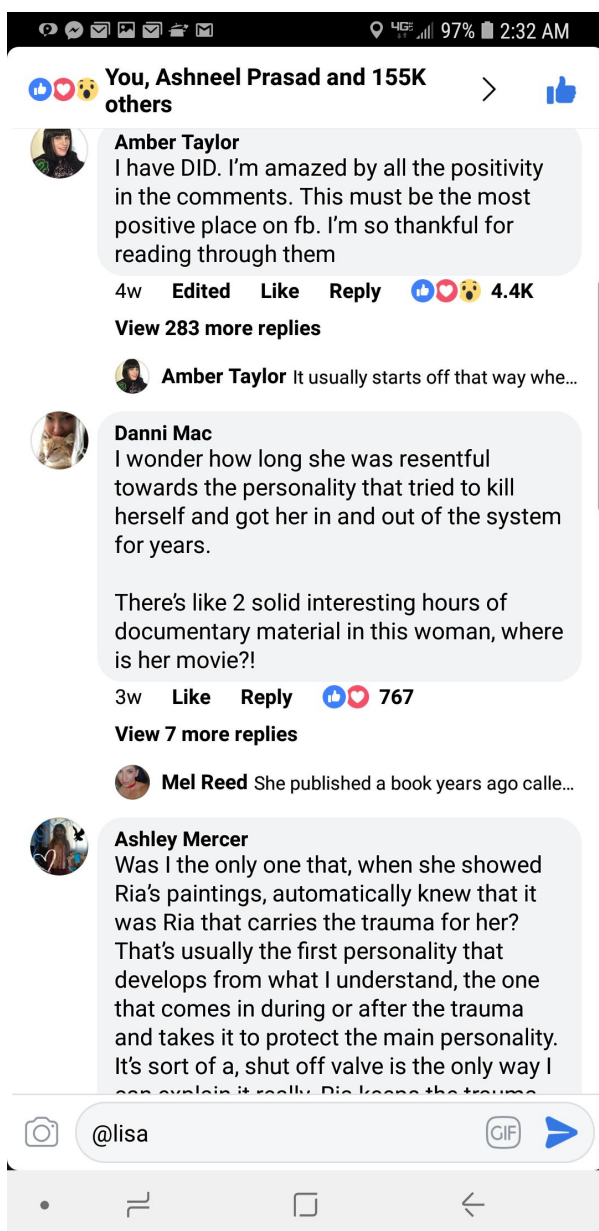 4G 97% 2:32 AM
You, Ashneel Prasad and 155K
others
Amber Taylor
I have DID. I'm amazed by all the positivity
in the comments. This must be the most
positive place on fb. I'm so thankful for
reading through them
4w Edited Like Reply 4.4K
View 283 more replies
Amber Taylor It usually starts off that way whe...
Danni Mac
I wonder how long she was resentful
towards the personality that tried to kill
herself and got her in and out of the system
for years.
There's like 2 solid interesting hours of
documentary material in this woman, where
is her movie?!
3w Like Reply 767
View 7 more replies
Mel Reed She published a book years ago calle...
Ashley Mercer
Was I the only one that, when she showed
Ria's paintings, automatically knew that it
was Ria that carries the trauma for her?
That's usually the first personality that
develops from what I understand, the one
that comes in during or after the trauma
and takes it to protect the main personality.
It's sort of a, shut off valve is the only way I
can explain it really. Ria keeps the trauma
@lisa GIF